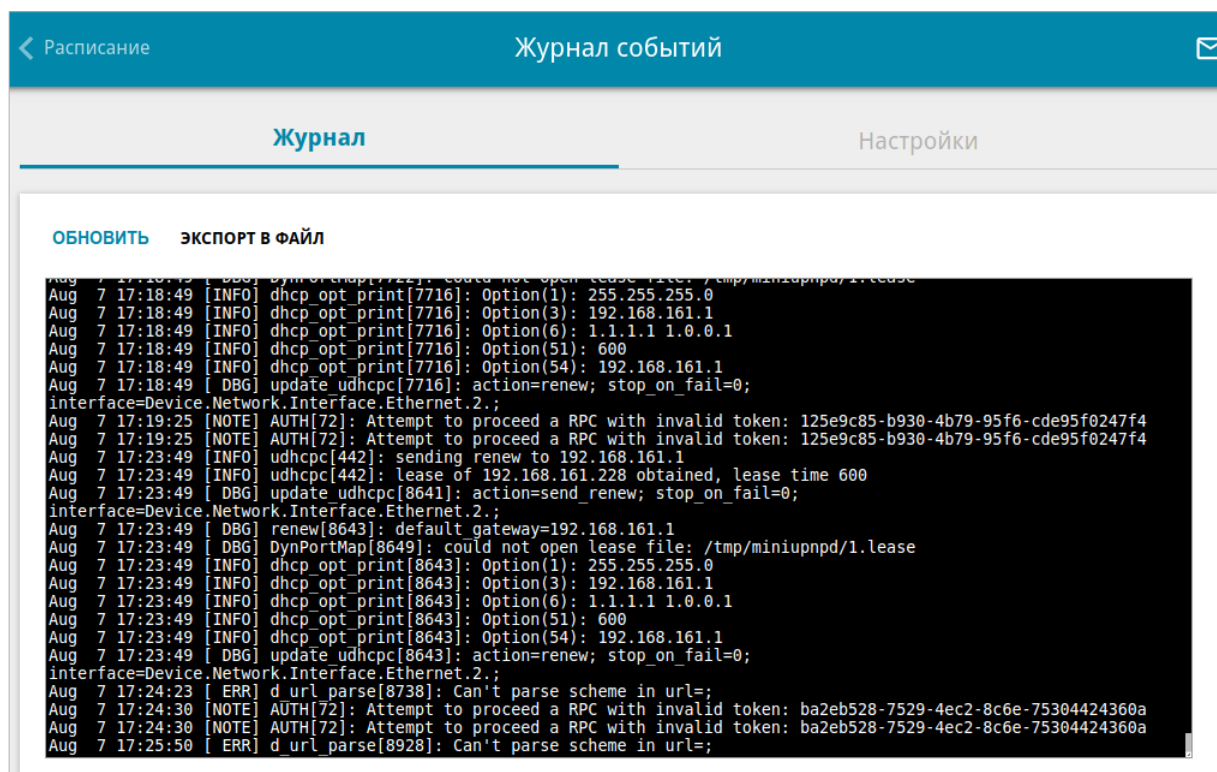 Расписание
Журнал событий
Журнал
Настройки
ОБНОВИТЬ ЭКСПОРТ В ФАЙЛ
Aug  7 17:18:49 [ DBG] DynPortMap[7722]: could not open lease file: /tmp/miniupnpd/1.lease
Aug  7 17:18:49 [INFO] dhcp_opt_print[7716]: Option(1): 255.255.255.0
Aug  7 17:18:49 [INFO] dhcp_opt_print[7716]: Option(3): 192.168.161.1
Aug  7 17:18:49 [INFO] dhcp_opt_print[7716]: Option(6): 1.1.1.1 1.0.0.1
Aug  7 17:18:49 [INFO] dhcp_opt_print[7716]: Option(51): 600
Aug  7 17:18:49 [INFO] dhcp_opt_print[7716]: Option(54): 192.168.161.1
Aug  7 17:18:49 [ DBG] update_udhcpc[7716]: action=renew; stop_on_fail=0;
interface=Device.Network.Interface.Ethernet.2.;
Aug  7 17:19:25 [NOTE] AUTH[72]: Attempt to proceed a RPC with invalid token: 125e9c85-b930-4b79-95f6-cde95f0247f4
Aug  7 17:19:25 [NOTE] AUTH[72]: Attempt to proceed a RPC with invalid token: 125e9c85-b930-4b79-95f6-cde95f0247f4
Aug  7 17:23:49 [INFO] udhcpc[442]: sending renew to 192.168.161.1
Aug  7 17:23:49 [INFO] udhcpc[442]: lease of 192.168.161.228 obtained, lease time 600
Aug  7 17:23:49 [ DBG] update_udhcpc[8641]: action=send_renew; stop_on_fail=0;
interface=Device.Network.Interface.Ethernet.2.;
Aug  7 17:23:49 [ DBG] renew[8643]: default_gateway=192.168.161.1
Aug  7 17:23:49 [ DBG] DynPortMap[8649]: could not open lease file: /tmp/miniupnpd/1.lease
Aug  7 17:23:49 [INFO] dhcp_opt_print[8643]: Option(1): 255.255.255.0
Aug  7 17:23:49 [INFO] dhcp_opt_print[8643]: Option(3): 192.168.161.1
Aug  7 17:23:49 [INFO] dhcp_opt_print[8643]: Option(6): 1.1.1.1 1.0.0.1
Aug  7 17:23:49 [INFO] dhcp_opt_print[8643]: Option(51): 600
Aug  7 17:23:49 [INFO] dhcp_opt_print[8643]: Option(54): 192.168.161.1
Aug  7 17:23:49 [ DBG] update_udhcpc[8643]: action=renew; stop_on_fail=0;
interface=Device.Network.Interface.Ethernet.2.;
Aug  7 17:24:23 [ ERR] d_url_parse[8738]: Can't parse scheme in url=;
Aug  7 17:24:30 [NOTE] AUTH[72]: Attempt to proceed a RPC with invalid token: ba2eb528-7529-4ec2-8c6e-75304424360a
Aug  7 17:24:30 [NOTE] AUTH[72]: Attempt to proceed a RPC with invalid token: ba2eb528-7529-4ec2-8c6e-75304424360a
Aug  7 17:25:50 [ ERR] d_url_parse[8928]: Can't parse scheme in url=;